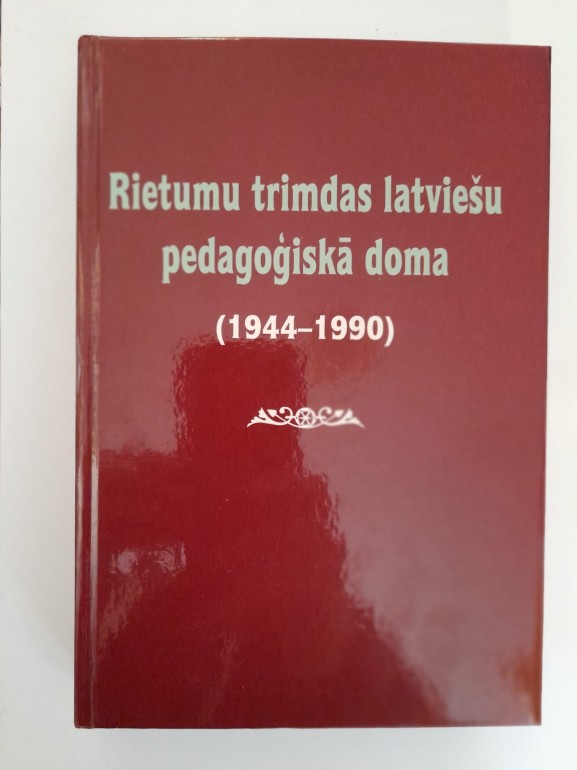 Rietumu trimdas latviešu
pedagoģiskā doma
(1944–1990)